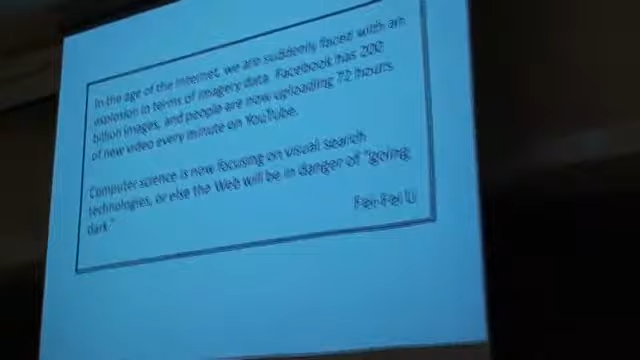 In the age of the Internet, we are suddenly faced with an
explosion in terms of imagery data. Facebook has 200
billion images, and people are now uploading 72 hours
of new video every minute on YouTube.
Computer science is now focusing on visual search
technologies, or else the Web will be in danger of "going
dark."
Fei-Fei Li